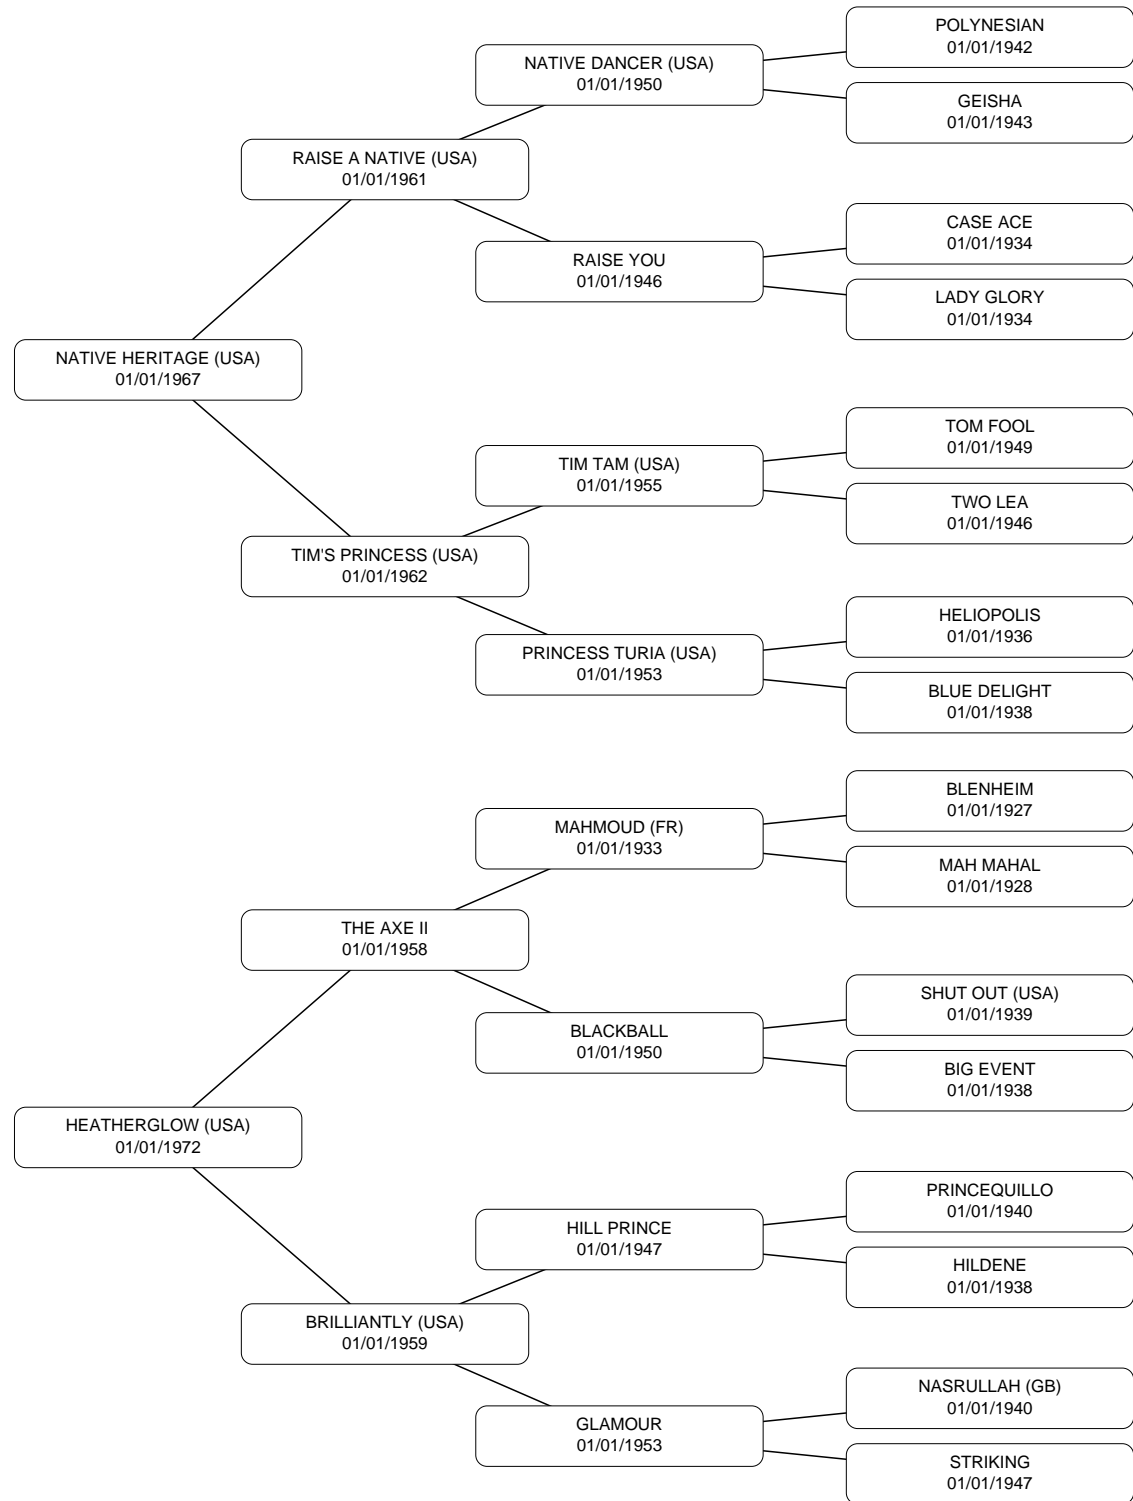 POLYNESIAN
01/01/1942
NATIVE DANCER (USA)
01/01/1950
GEISHA
01/01/1943
RAISE A NATIVE (USA)
01/01/1961
CASE ACE
01/01/1934
RAISE YOU
01/01/1946
LADY GLORY
01/01/1934
NATIVE HERITAGE (USA)
01/01/1967
TOM FOOL
01/01/1949
TIM TAM (USA)
01/01/1955
TWO LEA
01/01/1946
TIM'S PRINCESS (USA)
01/01/1962
HELIOPOLIS
01/01/1936
PRINCESS TURIA (USA)
01/01/1953
BLUE DELIGHT
01/01/1938
BLENHEIM
01/01/1927
MAHMOUD (FR)
01/01/1933
MAH MAHAL
01/01/1928
THE AXE II
01/01/1958
SHUT OUT (USA)
01/01/1939
BLACKBALL
01/01/1950
BIG EVENT
01/01/1938
HEATHERGLOW (USA)
01/01/1972
PRINCEQUILLO
01/01/1940
HILL PRINCE
01/01/1947
HILDENE
01/01/1938
BRILLIANTLY (USA)
01/01/1959
NASRULLAH (GB)
01/01/1940
GLAMOUR
01/01/1953
STRIKING
01/01/1947